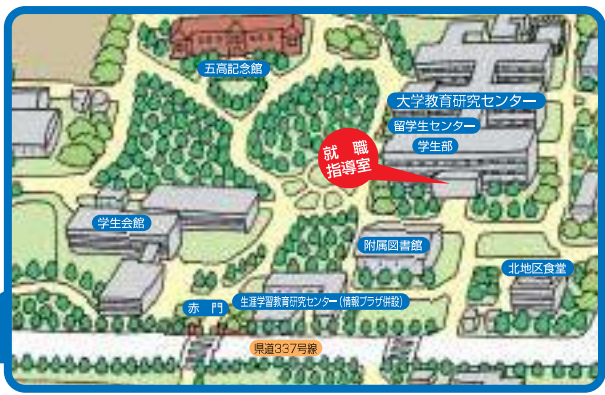 五高記念館
大学教育研究センター
留学生センター
学生部
就 職
指導室
学生会館
附属図書館
北地区食堂
赤 門
生涯学習教育研究センター(情報プラザ併設)
県道337号線